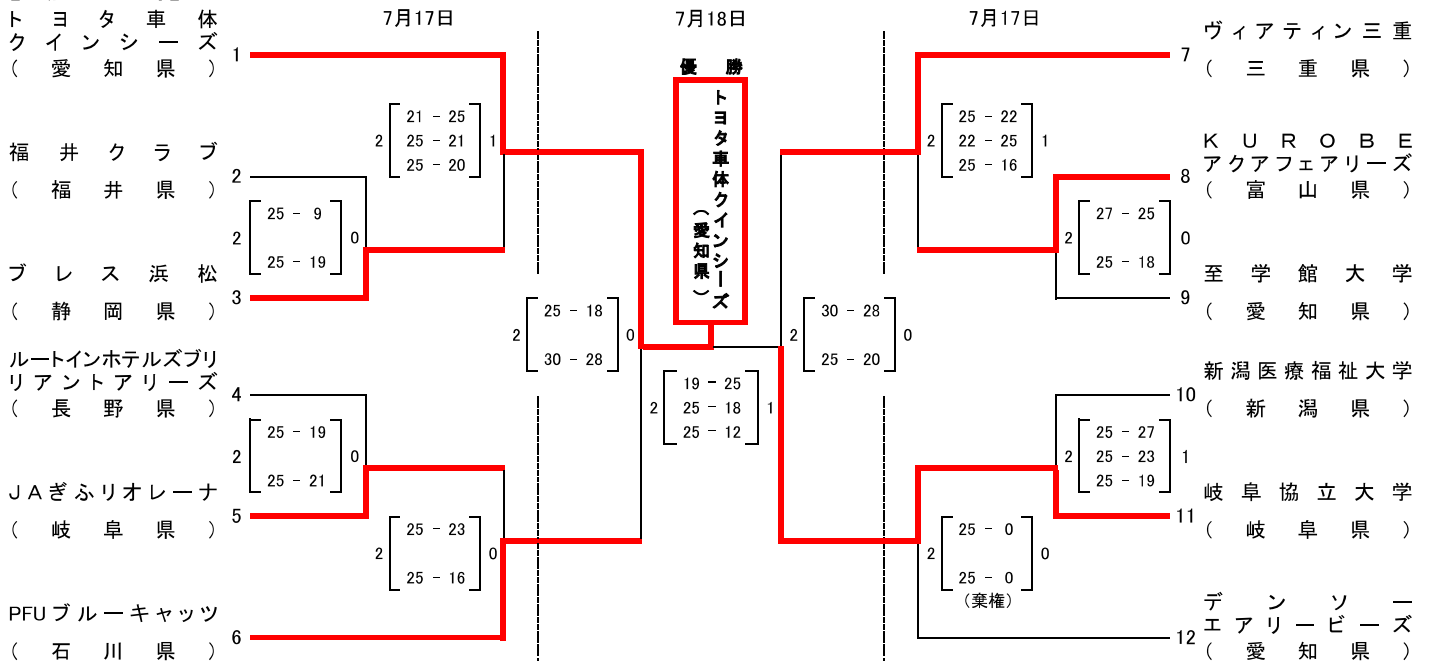 7月17日
7月18日
7月17日
トヨタ車体
クインシーズ
(愛知県)
1
福井クラブ
(福井県)
2
ブレス浜松
(静岡県)
3
ルートインホテルズブリ
リアントアリーズ
(長野県)
4
JAぎふリオレーナ
(岐阜県)
5
PFUブルーキャッツ
(石川県)
6
2
21 - 25
25 - 21
25 - 20
1
2
25 - 9
25 - 19
0
2
25 - 19
25 - 21
0
2
25 - 23
25 - 16
0
2
25 - 18
30 - 28
0
優勝
トヨタ車体クインシーズ
(愛知県)
2
19 - 25
25 - 18
25 - 12
1
2
30 - 28
25 - 20
0
2
25 - 22
22 - 25
25 - 16
1
2
27 - 25
25 - 18
0
2
25 - 27
25 - 23
25 - 19
1
2
25 - 0
25 - 0
0
(棄権)
7
ヴィアティン三重
(三重県)
8
KUROBE
アクアフェアリーズ
(富山県)
9
至学館大学
(愛知県)
10
新潟医療福祉大学
(新潟県)
11
岐阜協立大学
(岐阜県)
12
デンソー
エアリービーズ
(愛知県)